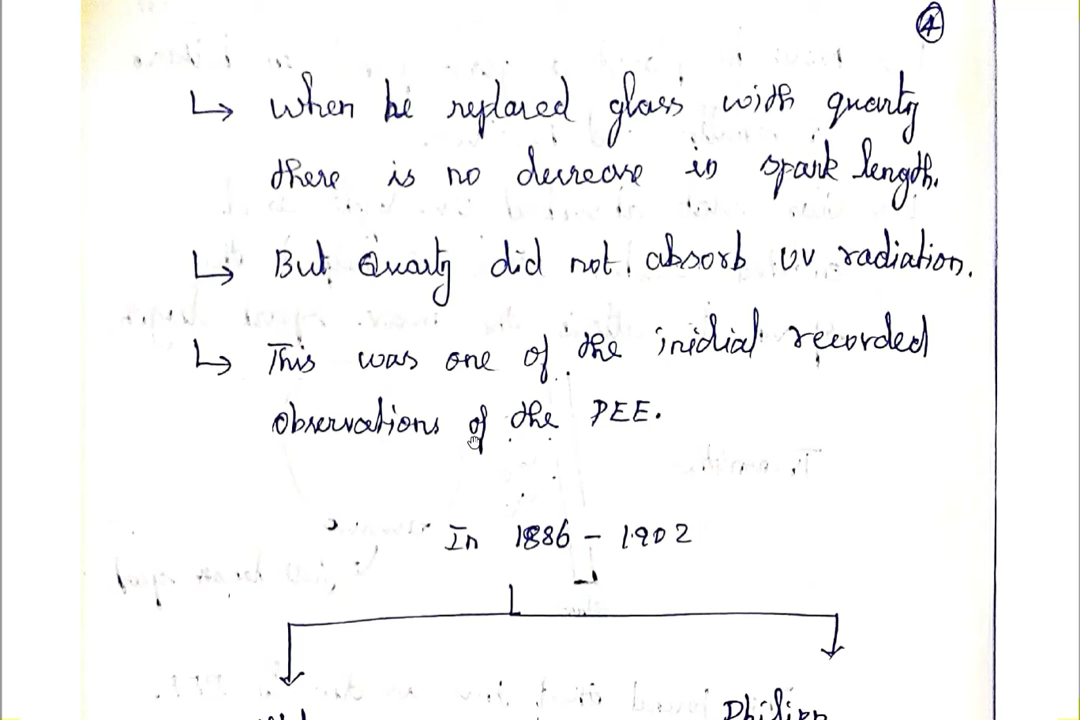 4
↳ When he replaced glass with quartz
there is no decrease in spark length.
↳ But Quartz did not absorb UV radiation.
↳ This was one of the initial recorded
observations of the PEE.
In 1886 - 1902
Philipp